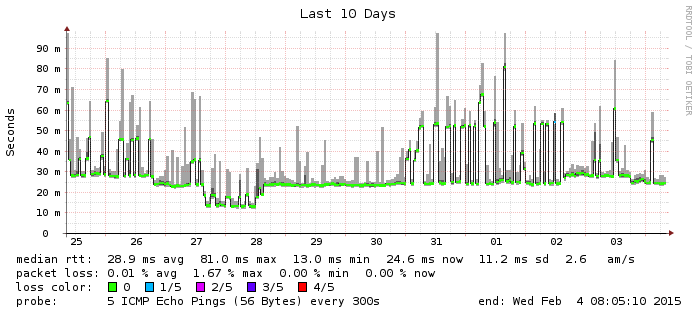 Last 10 Days
RRDTOOL / TOBI OETIKER
Seconds
90 m
80 m
70 m
60 m
50 m
40 m
30 m
20 m
10 m
0
25 26 27 28 29 30 31 01 02 03
median rtt: 28.9 ms avg 81.0 ms max 13.0 ms min 24.6 ms now 11.2 ms sd 2.6 am/s
packet loss: 0.01 % avg 1.67 % max 0.00 % min 0.00 % now
loss color: 0 1/5 2/5 3/5 4/5
probe: 5 ICMP Echo Pings (56 Bytes) every 300s end: Wed Feb 4 08:05:10 2015